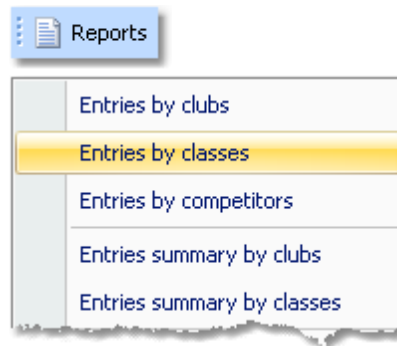 Reports
Entries by clubs
Entries by classes
Entries by competitors
Entries summary by clubs
Entries summary by classes